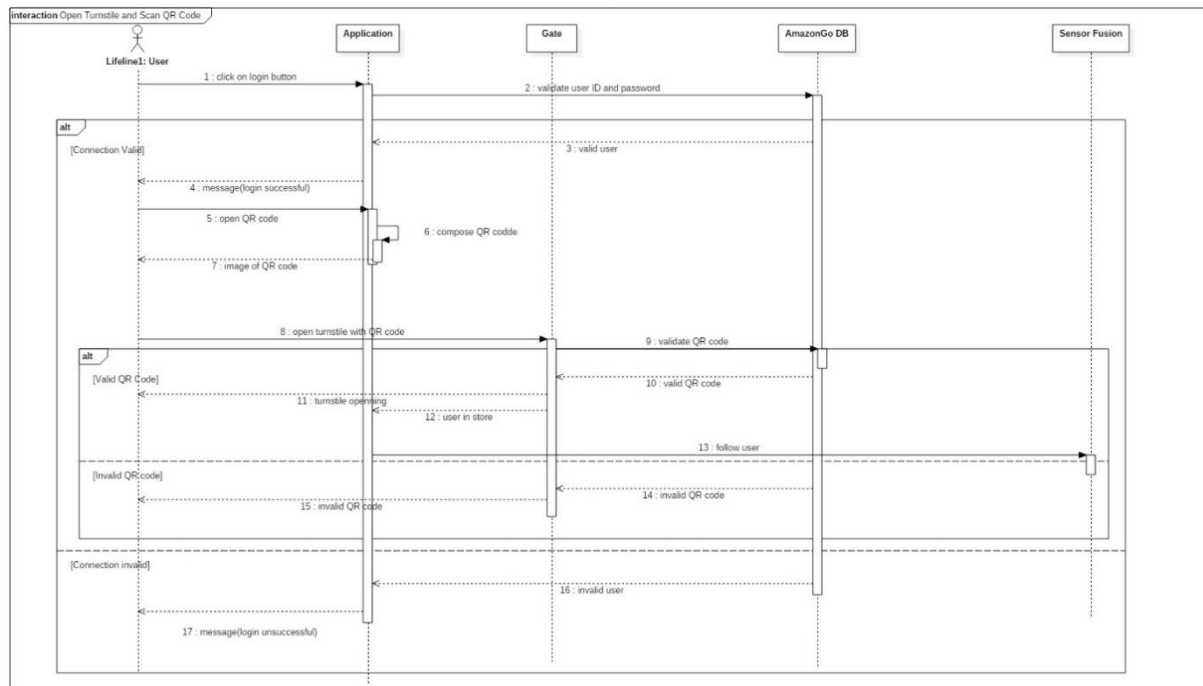 interaction Open Turnstile and Scan QR Code
Lifeline1: User
Application
Gate
AmazonGo DB
Sensor Fusion
1 : click on login button
2 : validate user ID and password
alt
[Connection Valid]
3 : valid user
4 : message(login successful)
5 : open QR code
6 : compose QR codde
7 : image of QR code
8 : open turnstile with QR code
9 : validate QR code
alt
[Valid QR Code]
10 : valid QR code
11 : turnstile openning
12 : user in store
13 : follow user
[Invalid QR code]
14 : invalid QR code
15 : invalid QR code
[Connection invalid]
16 : invalid user
17 : message(login unsuccessful)